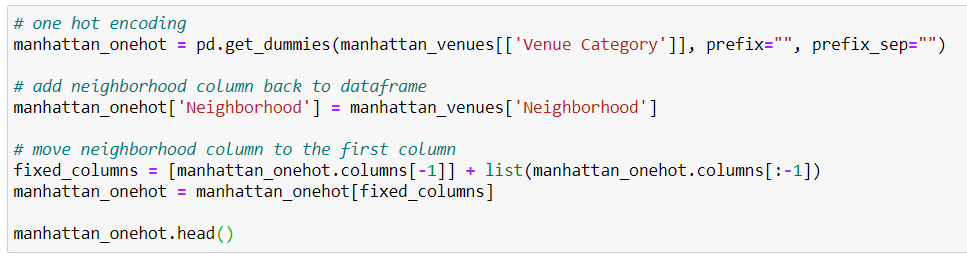 # one hot encoding
manhattan_onehot = pd.get_dummies(manhattan_venues[['Venue Category']], prefix="", prefix_sep="")
# add neighborhood column back to dataframe
manhattan_onehot['Neighborhood'] = manhattan_venues['Neighborhood']
# move neighborhood column to the first column
fixed_columns = [manhattan_onehot.columns[-1]] + list(manhattan_onehot.columns[:-1])
manhattan_onehot = manhattan_onehot[fixed_columns]
manhattan_onehot.head()